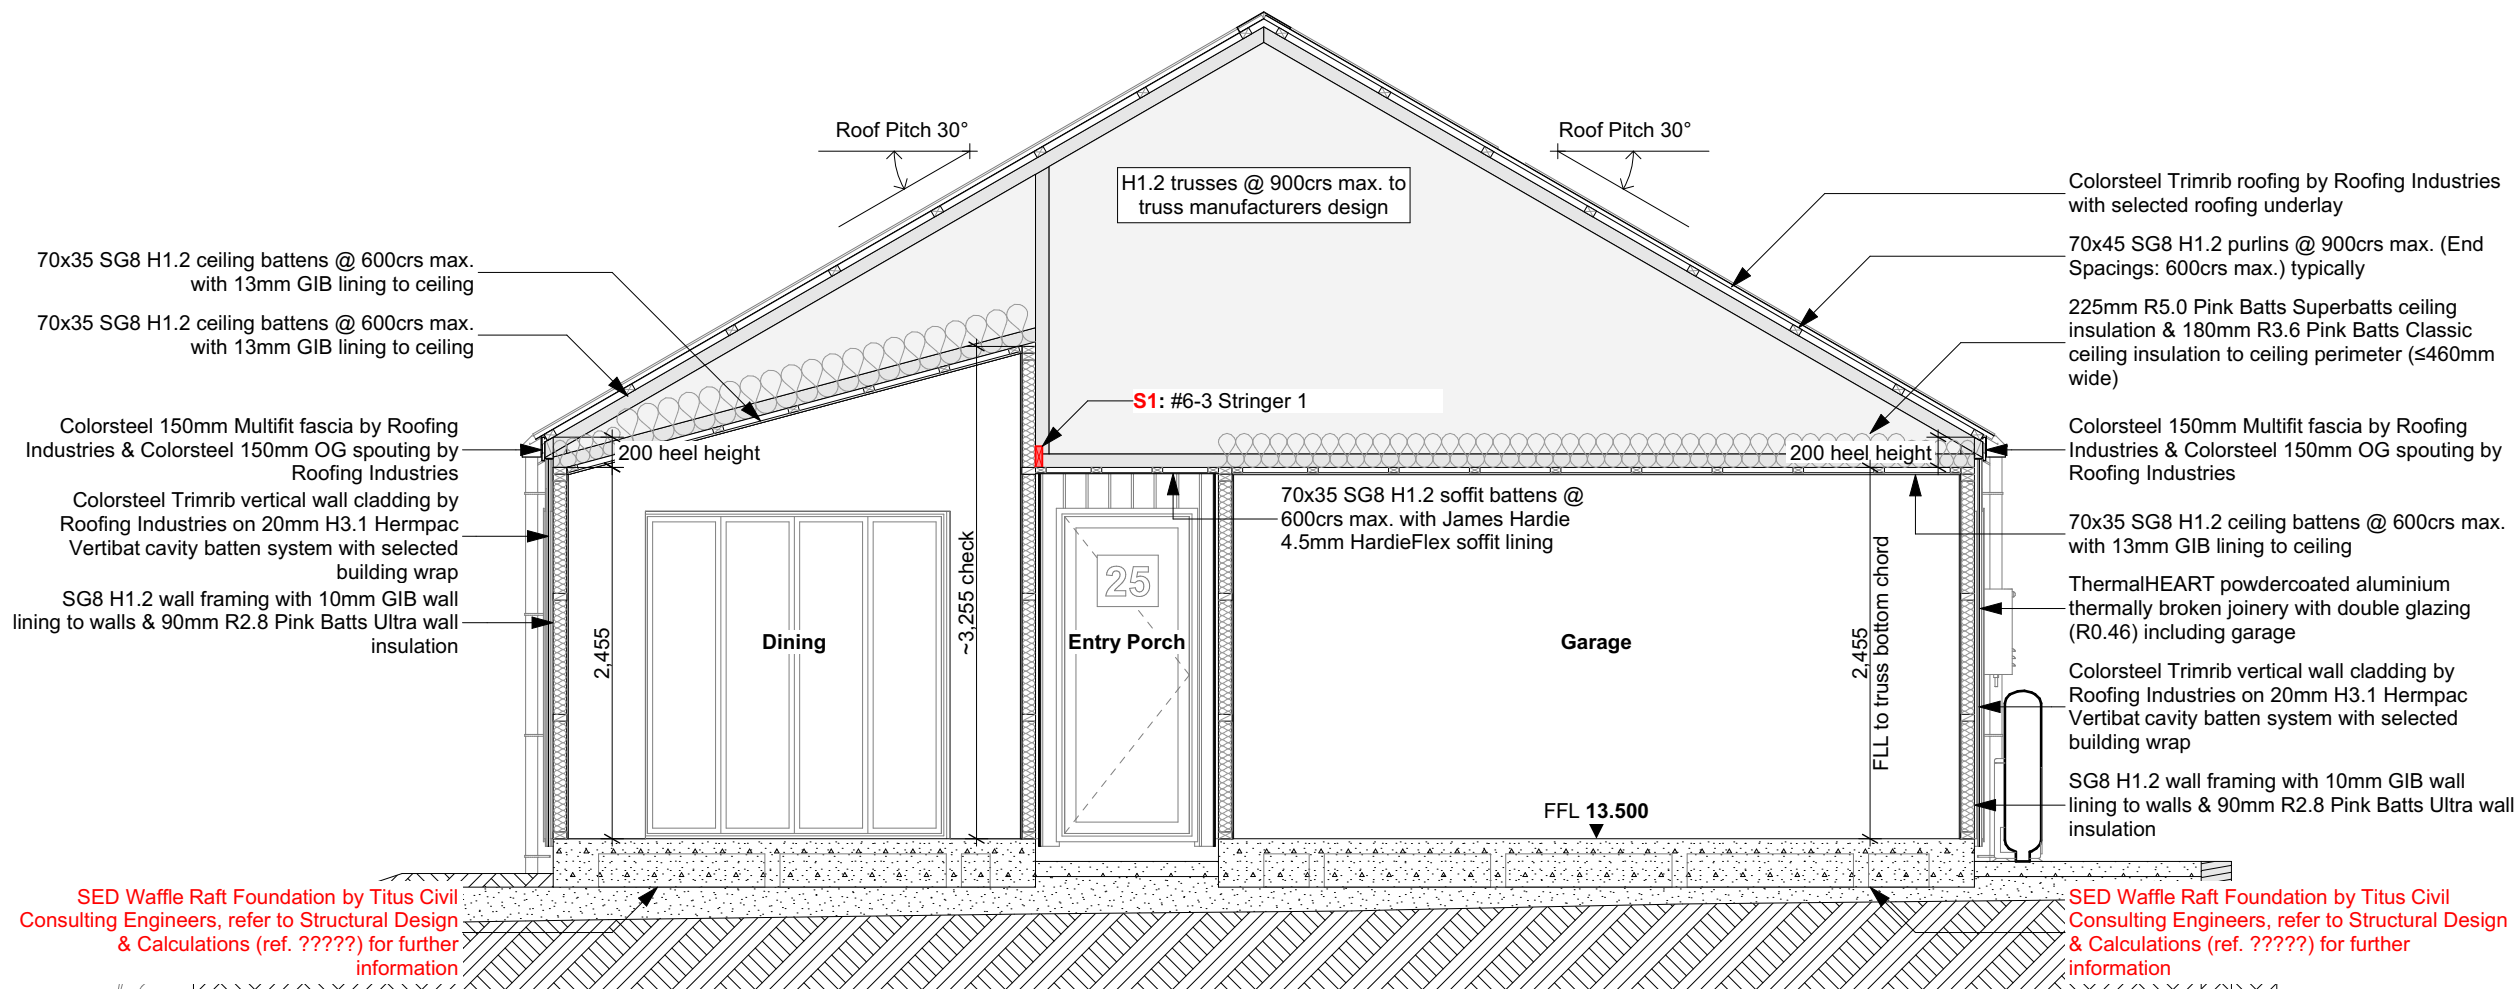 Roof Pitch 30°
Roof Pitch 30°
H1.2 trusses @ 900crs max. to
truss manufacturers design
70x35 SG8 H1.2 ceiling battens @ 600crs max.
with 13mm GIB lining to ceiling
70x35 SG8 H1.2 ceiling battens @ 600crs max.
with 13mm GIB lining to ceiling
Colorsteel 150mm Multifit fascia by Roofing
Industries & Colorsteel 150mm OG spouting by
Roofing Industries
Colorsteel Trimrib vertical wall cladding by
Roofing Industries on 20mm H3.1 Hermpac
Vertibat cavity batten system with selected
building wrap
SG8 H1.2 wall framing with 10mm GIB wall
lining to walls & 90mm R2.8 Pink Batts Ultra wall
insulation
SED Waffle Raft Foundation by Titus Civil
Consulting Engineers, refer to Structural Design
& Calculations (ref. ?????) for further
information
200 heel height
2,455
Dining
~3,255 check
S1: #6-3 Stringer 1
25
Entry Porch
70x35 SG8 H1.2 soffit battens @
600crs max. with James Hardie
4.5mm HardieFlex soffit lining
Garage
FFL 13.500
200 heel height
2,455
FLL to truss bottom chord
Colorsteel Trimrib roofing by Roofing Industries
with selected roofing underlay
70x45 SG8 H1.2 purlins @ 900crs max. (End
Spacings: 600crs max.) typically
225mm R5.0 Pink Batts Superbatts ceiling
insulation & 180mm R3.6 Pink Batts Classic
ceiling insulation to ceiling perimeter (≤460mm
wide)
Colorsteel 150mm Multifit fascia by Roofing
Industries & Colorsteel 150mm OG spouting by
Roofing Industries
70x35 SG8 H1.2 ceiling battens @ 600crs max.
with 13mm GIB lining to ceiling
ThermalHEART powdercoated aluminium
thermally broken joinery with double glazing
(R0.46) including garage
Colorsteel Trimrib vertical wall cladding by
Roofing Industries on 20mm H3.1 Hermpac
Vertibat cavity batten system with selected
building wrap
SG8 H1.2 wall framing with 10mm GIB wall
lining to walls & 90mm R2.8 Pink Batts Ultra wall
insulation
SED Waffle Raft Foundation by Titus Civil
Consulting Engineers, refer to Structural Design
& Calculations (ref. ?????) for further
information